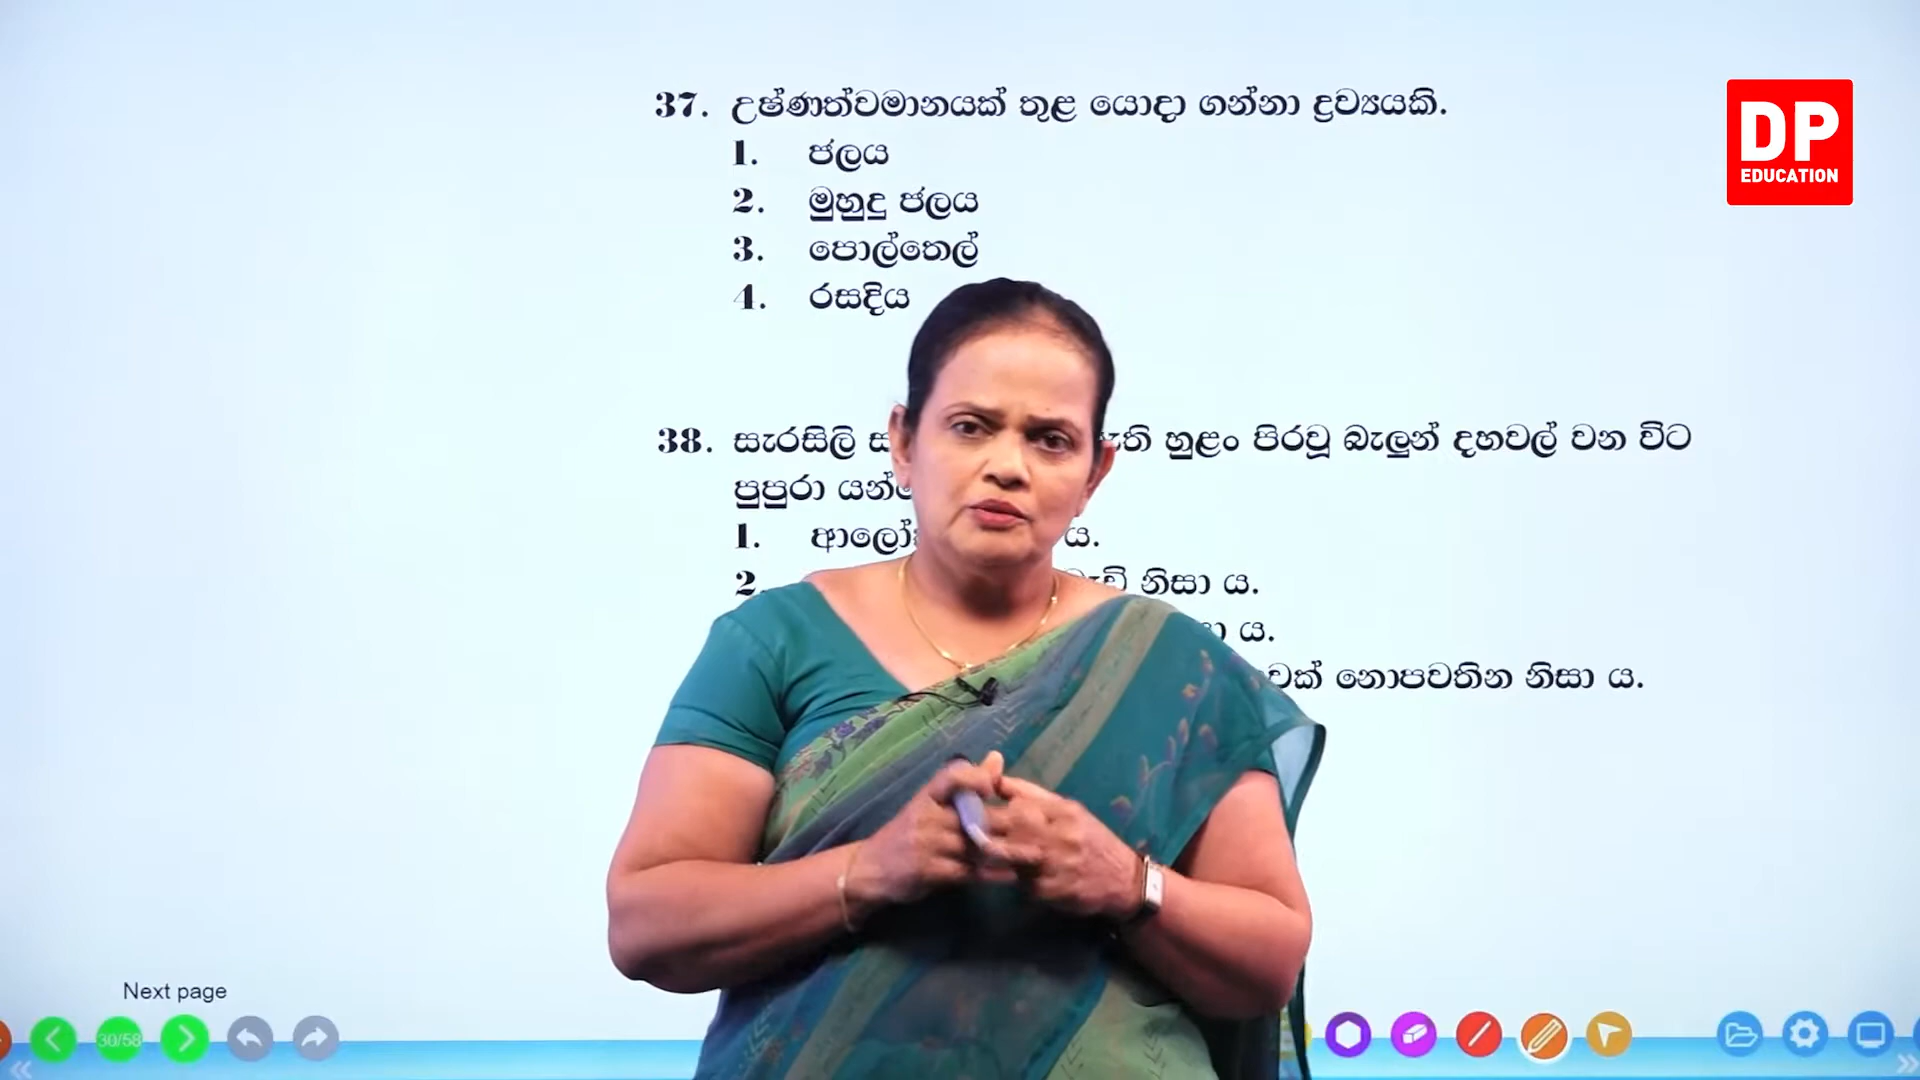 37. උෂ්ණත්වමානයක් තුළ යොදා ගන්නා ද්‍රව්‍යයකි.
1. ජලය
2. මුහුදු ජලය
3. පොල්තෙල්
4. රසදිය
38. සැරසිලි හුළං පිරවූ බැලුන් දහවල් වන විට
පුපුරා
1. ය.
2. නිසා ය.
ය.
නොපවතින නිසා ය.
DP
EDUCATION
Next page
30/58